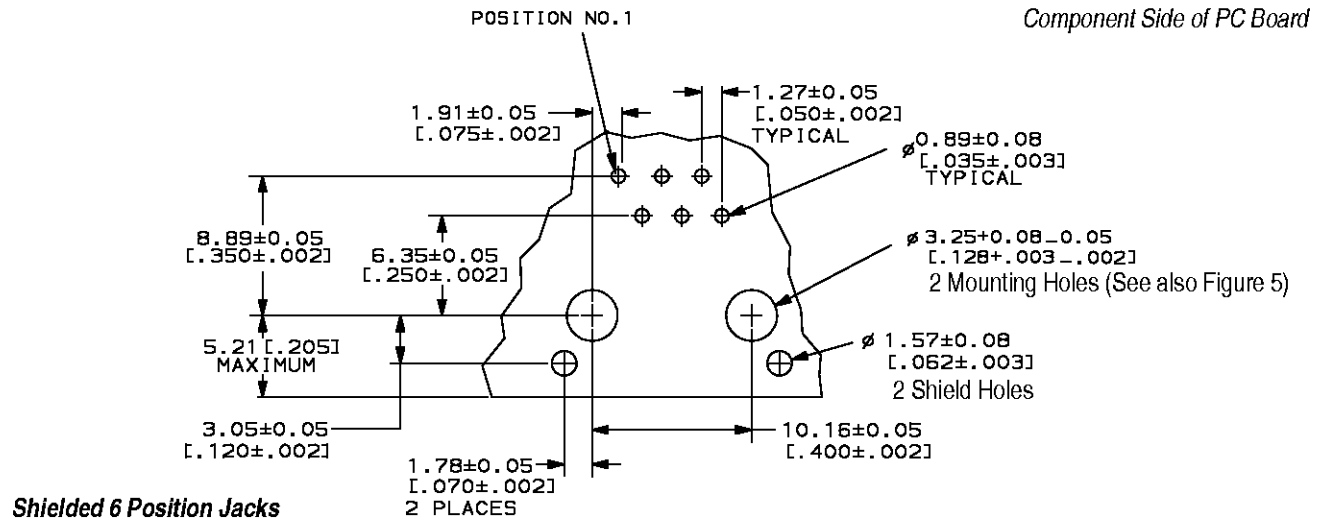 POSITION NO.1
Component Side of PC Board
1.91±0.05
[.075±.002]
1.27±0.05
[.050±.002]
TYPICAL
ø0.89±0.08
[.035±.003]
TYPICAL
8.89±0.05
[.350±.002]
6.35±0.05
[.250±.002]
ø 3.25+0.08-0.05
[.128+.003-.002]
2 Mounting Holes (See also Figure 5)
5.21[.205]
MAXIMUM
ø 1.57±0.08
[.062±.003]
2 Shield Holes
3.05±0.05
[.120±.002]
10.16±0.05
[.400±.002]
1.78±0.05
[.070±.002]
2 PLACES
Shielded 6 Position Jacks